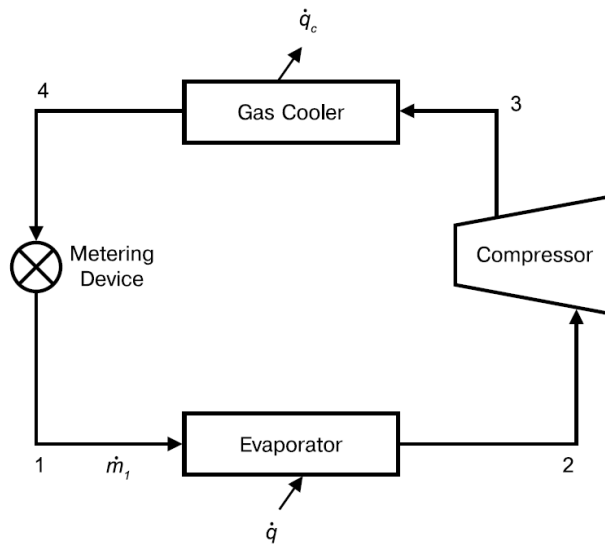 q̇c
4
Gas Cooler
3
Metering
Device
Compressor
1
ṁ1
Evaporator
2
q̇